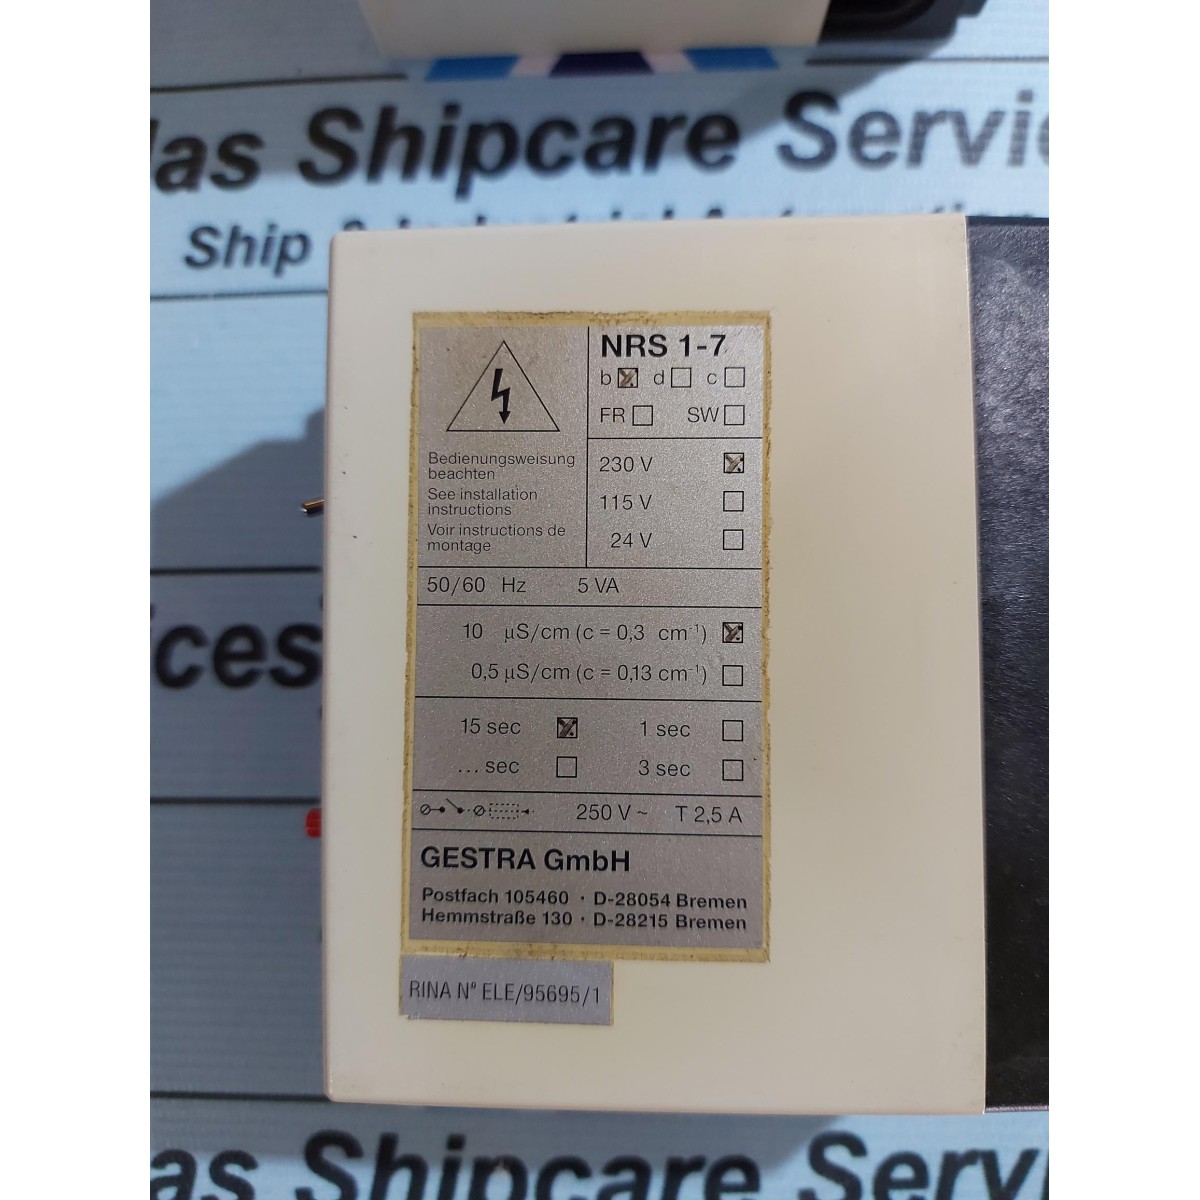 las Shipcare Servi
Ship
NRS 1-7
b d c
FR SW
Bedienungsweisung
beachten
See installation
instructions
Voir instructions de
montage
230 V
115 V
24 V
50/60 Hz 5 VA
10 µS/cm (c = 0,3 cm⁻¹)
0,5 µS/cm (c = 0,13 cm⁻¹)
15 sec 1 sec
... sec 3 sec
250 V ~ T 2,5 A
GESTRA GmbH
Postfach 105460 · D-28054 Bremen
Hemmstraße 130 · D-28215 Bremen
RINA Nº ELE/95695/1
ices
as Shipcare Serv